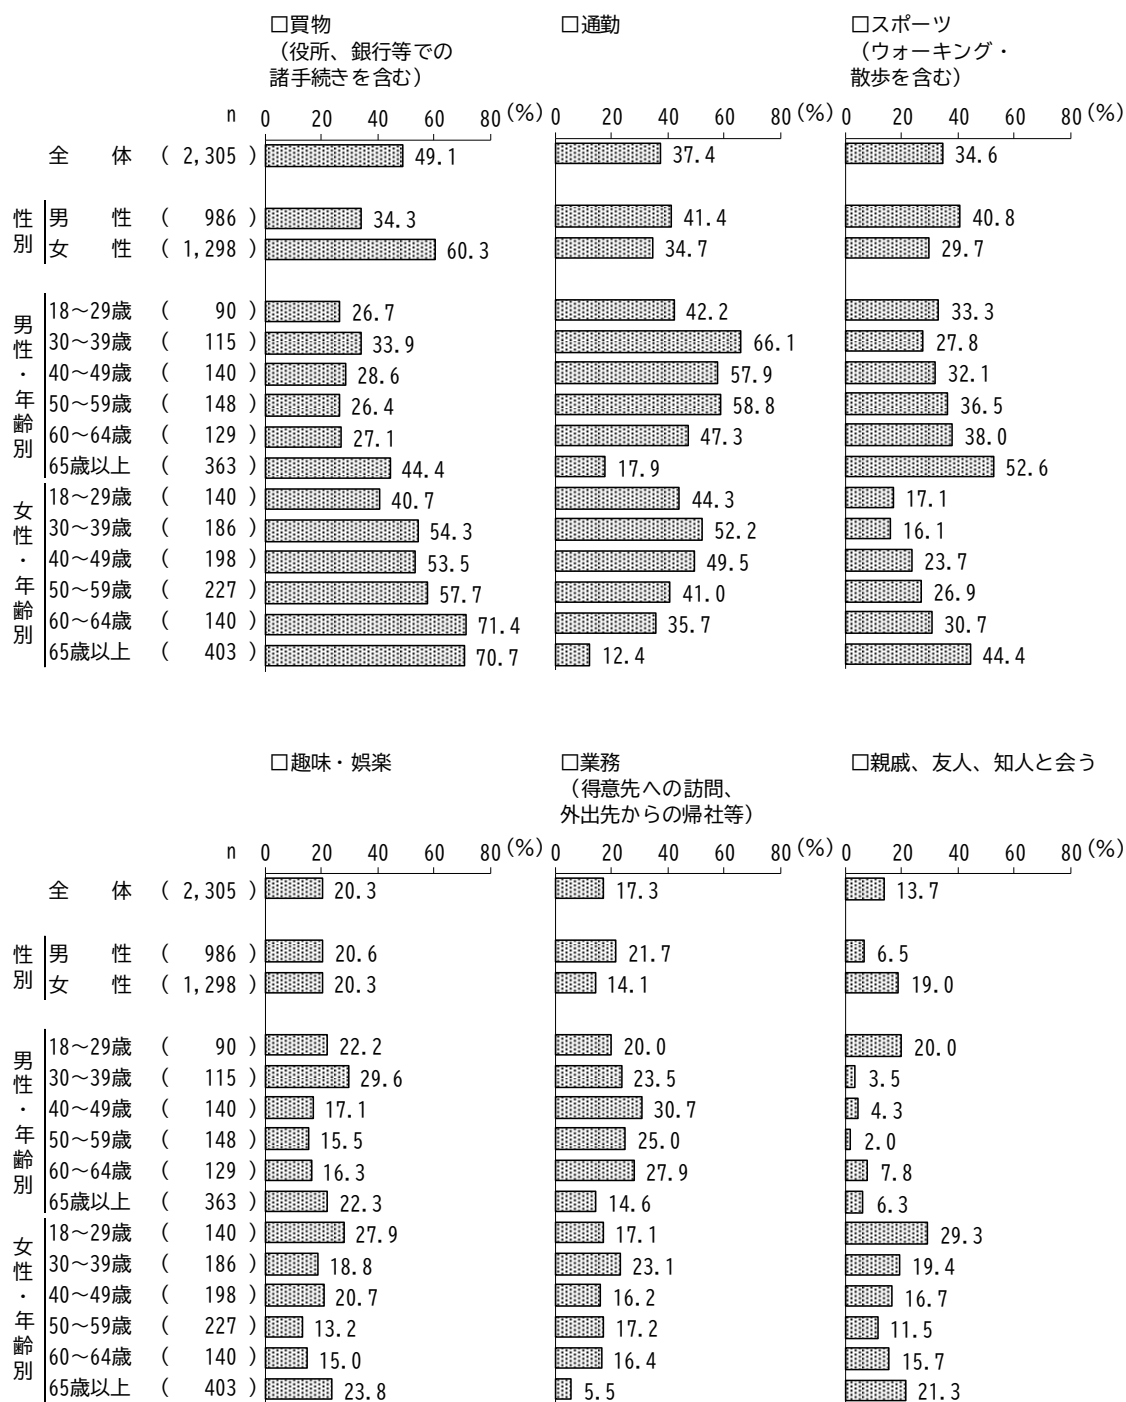 □買物 □通勤 □スポーツ
（役所、銀行等での （ウォーキング・
諸手続きを含む） 散歩を含む）
n 0 20 40 60 80 (%) 0 20 40 60 80 (%) 0 20 40 60 80 (%)
全体 ( 2,305 ) 49.1 37.4 34.6
性別
男性 ( 986 ) 34.3 41.4 40.8
女性 ( 1,298 ) 60.3 34.7 29.7
男性・年齢別
18～29歳 ( 90 ) 26.7 42.2 33.3
30～39歳 ( 115 ) 33.9 66.1 27.8
40～49歳 ( 140 ) 28.6 57.9 32.1
50～59歳 ( 148 ) 26.4 58.8 36.5
60～64歳 ( 129 ) 27.1 47.3 38.0
65歳以上 ( 363 ) 44.4 17.9 52.6
女性・年齢別
18～29歳 ( 140 ) 40.7 44.3 17.1
30～39歳 ( 186 ) 54.3 52.2 16.1
40～49歳 ( 198 ) 53.5 49.5 23.7
50～59歳 ( 227 ) 57.7 41.0 26.9
60～64歳 ( 140 ) 71.4 35.7 30.7
65歳以上 ( 403 ) 70.7 12.4 44.4
□趣味・娯楽 □業務 □親戚、友人、知人と会う
（得意先への訪問、
外出先からの帰社等）
n 0 20 40 60 80 (%) 0 20 40 60 80 (%) 0 20 40 60 80 (%)
全体 ( 2,305 ) 20.3 17.3 13.7
性別
男性 ( 986 ) 20.6 21.7 6.5
女性 ( 1,298 ) 20.3 14.1 19.0
男性・年齢別
18～29歳 ( 90 ) 22.2 20.0 20.0
30～39歳 ( 115 ) 29.6 23.5 3.5
40～49歳 ( 140 ) 17.1 30.7 4.3
50～59歳 ( 148 ) 15.5 25.0 2.0
60～64歳 ( 129 ) 16.3 27.9 7.8
65歳以上 ( 363 ) 22.3 14.6 6.3
女性・年齢別
18～29歳 ( 140 ) 27.9 17.1 29.3
30～39歳 ( 186 ) 18.8 23.1 19.4
40～49歳 ( 198 ) 20.7 16.2 16.7
50～59歳 ( 227 ) 13.2 17.2 11.5
60～64歳 ( 140 ) 15.0 16.4 15.7
65歳以上 ( 403 ) 23.8 5.5 21.3